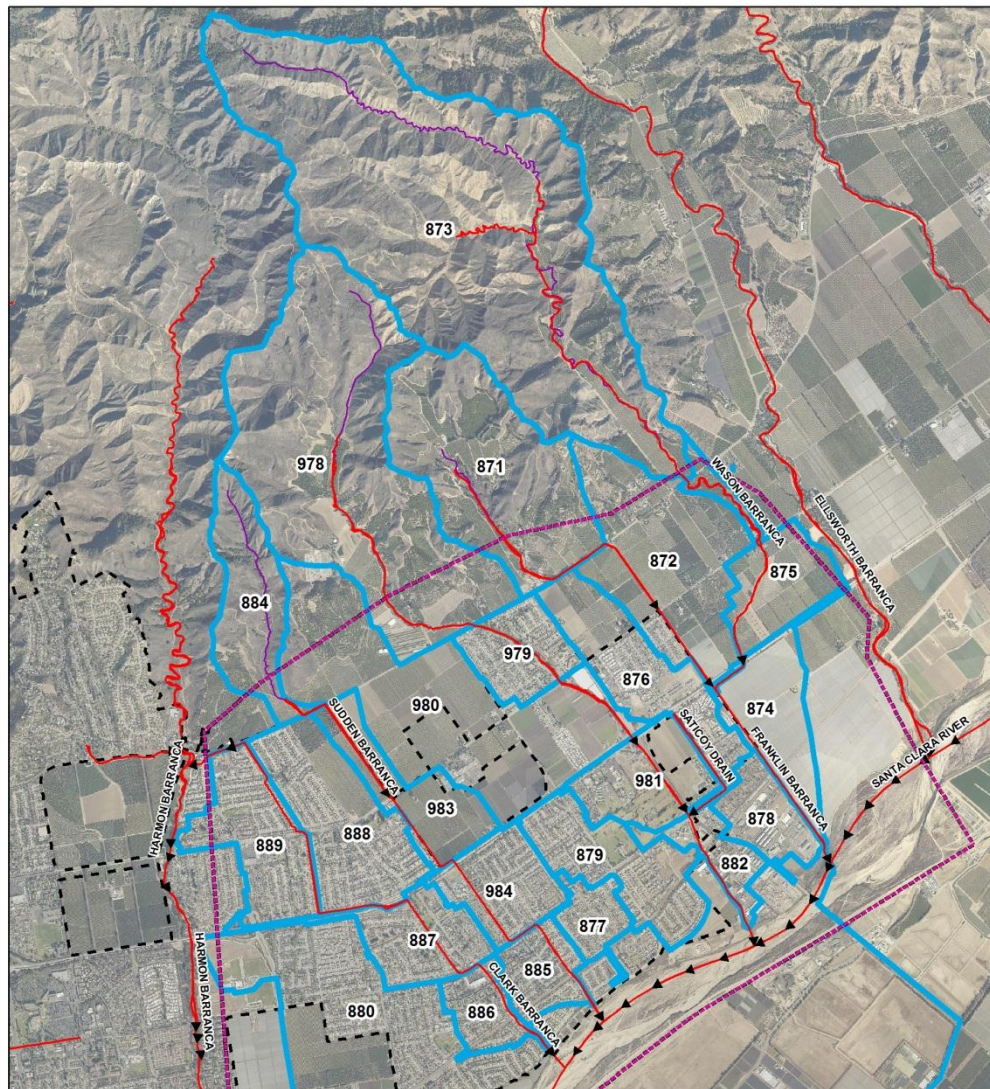 873
978
871
WASON BARRANCA
ELLSWORTH BARRANCA
872
875
884
979
876
980
874
SUDDEN BARRANCA
SATICOY DRAIN
FRANKLIN BARRANCA
SANTA CLARA RIVER
HARMON BARRANCA
981
983
878
888
889
879
882
984
877
887
HARMON BARRANCA
885
CLARK BARRANCA
880
886